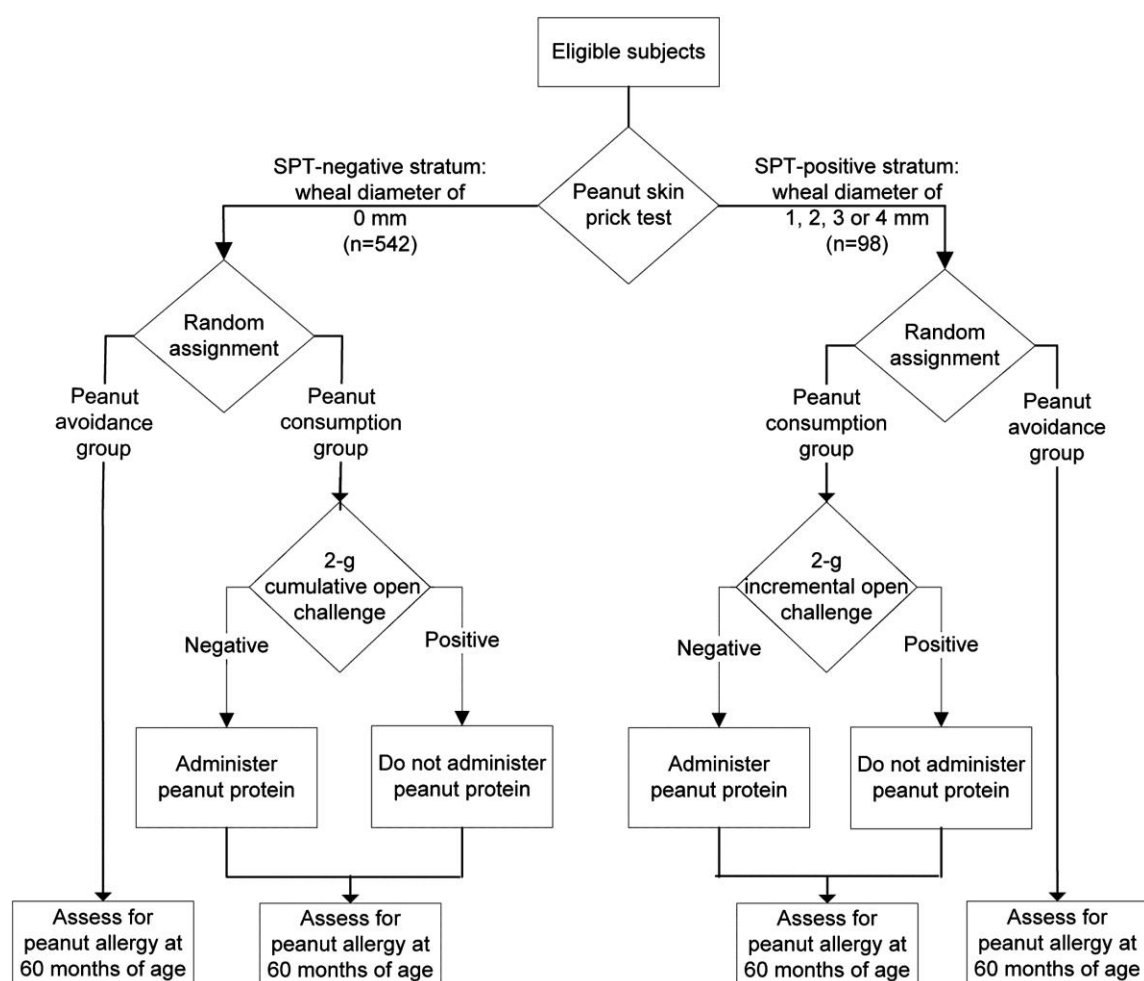 Eligible subjects
SPT-negative stratum:
wheal diameter of
0 mm
(n=542)
Peanut skin
prick test
SPT-positive stratum:
wheal diameter of
1, 2, 3 or 4 mm
(n=98)
Random
assignment
Random
assignment
Peanut
avoidance
group
Peanut
consumption
group
Peanut
consumption
group
Peanut
avoidance
group
2-g
cumulative open
challenge
2-g
incremental open
challenge
Negative
Positive
Negative
Positive
Administer
peanut protein
Do not administer
peanut protein
Administer
peanut protein
Do not administer
peanut protein
Assess for
peanut allergy at
60 months of age
Assess for
peanut allergy at
60 months of age
Assess for
peanut allergy at
60 months of age
Assess for
peanut allergy at
60 months of age